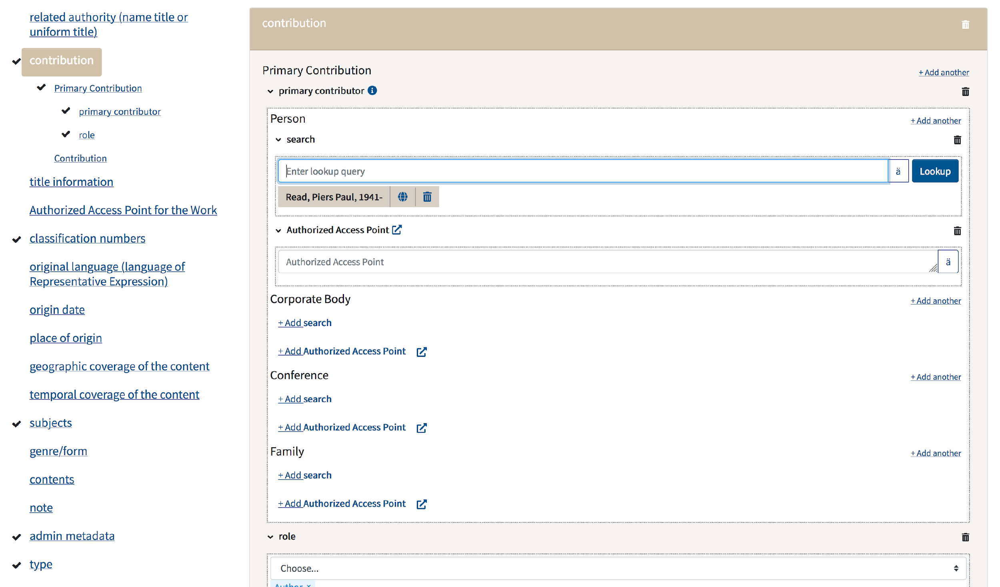 related authority (name title or
uniform title)
contribution
Primary Contribution
primary contributor
role
Contribution
title information
Authorized Access Point for the Work
classification numbers
original language (language of
Representative Expression)
origin date
place of origin
geographic coverage of the content
temporal coverage of the content
subjects
genre/form
contents
note
admin metadata
type
contribution
Primary Contribution
+ Add another
primary contributor
Person
+ Add another
search
Enter lookup query
ä
Lookup
Read, Piers Paul, 1941-
Authorized Access Point
Authorized Access Point
ä
Corporate Body
+ Add another
+ Add search
+ Add Authorized Access Point
Conference
+ Add another
+ Add search
+ Add Authorized Access Point
Family
+ Add another
+ Add search
+ Add Authorized Access Point
role
Choose...
Author ×